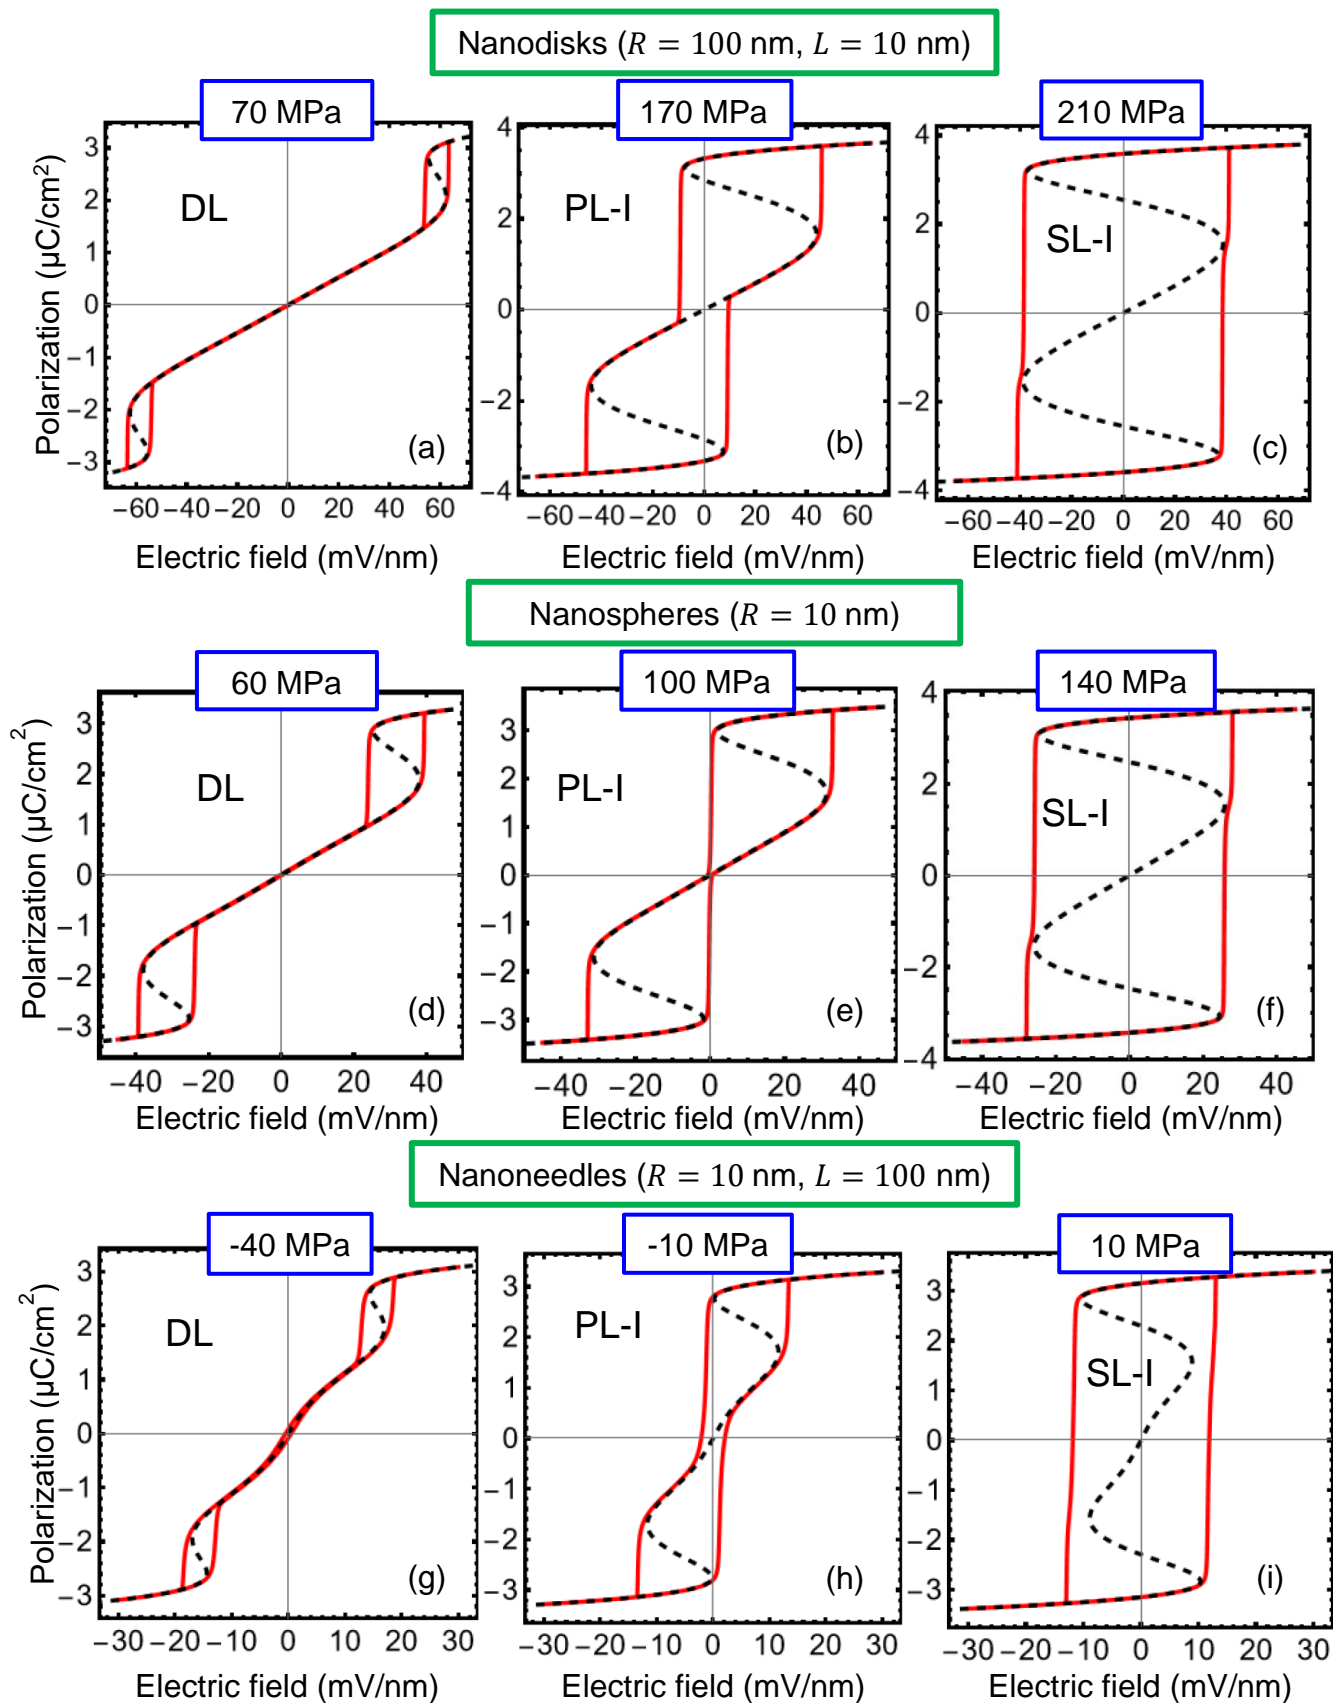 Nanodisks (R = 100 nm, L = 10 nm)
70 MPa
170 MPa
210 MPa
Polarization (µC/cm²)
3
2
1
0
−1
−2
−3
DL
(a)
−60 −40 −20 0 20 40 60
Electric field (mV/nm)
4
2
0
−2
−4
PL-I
(b)
−60 −40 −20 0 20 40 60
Electric field (mV/nm)
4
2
0
−2
−4
SL-I
(c)
−60 −40 −20 0 20 40 60
Electric field (mV/nm)
Nanospheres (R = 10 nm)
60 MPa
100 MPa
140 MPa
Polarization (µC/cm²)
3
2
1
0
−1
−2
−3
DL
(d)
−40 −20 0 20 40
Electric field (mV/nm)
3
2
1
0
−1
−2
−3
PL-I
(e)
−40 −20 0 20 40
Electric field (mV/nm)
4
2
0
−2
−4
SL-I
(f)
−40 −20 0 20 40
Electric field (mV/nm)
Nanoneedles (R = 10 nm, L = 100 nm)
-40 MPa
-10 MPa
10 MPa
Polarization (µC/cm²)
3
2
1
0
−1
−2
−3
DL
(g)
−30 −20 −10 0 10 20 30
Electric field (mV/nm)
3
2
1
0
−1
−2
−3
PL-I
(h)
−30 −20 −10 0 10 20 30
Electric field (mV/nm)
3
2
1
0
−1
−2
−3
SL-I
(i)
−30 −20 −10 0 10 20 30
Electric field (mV/nm)